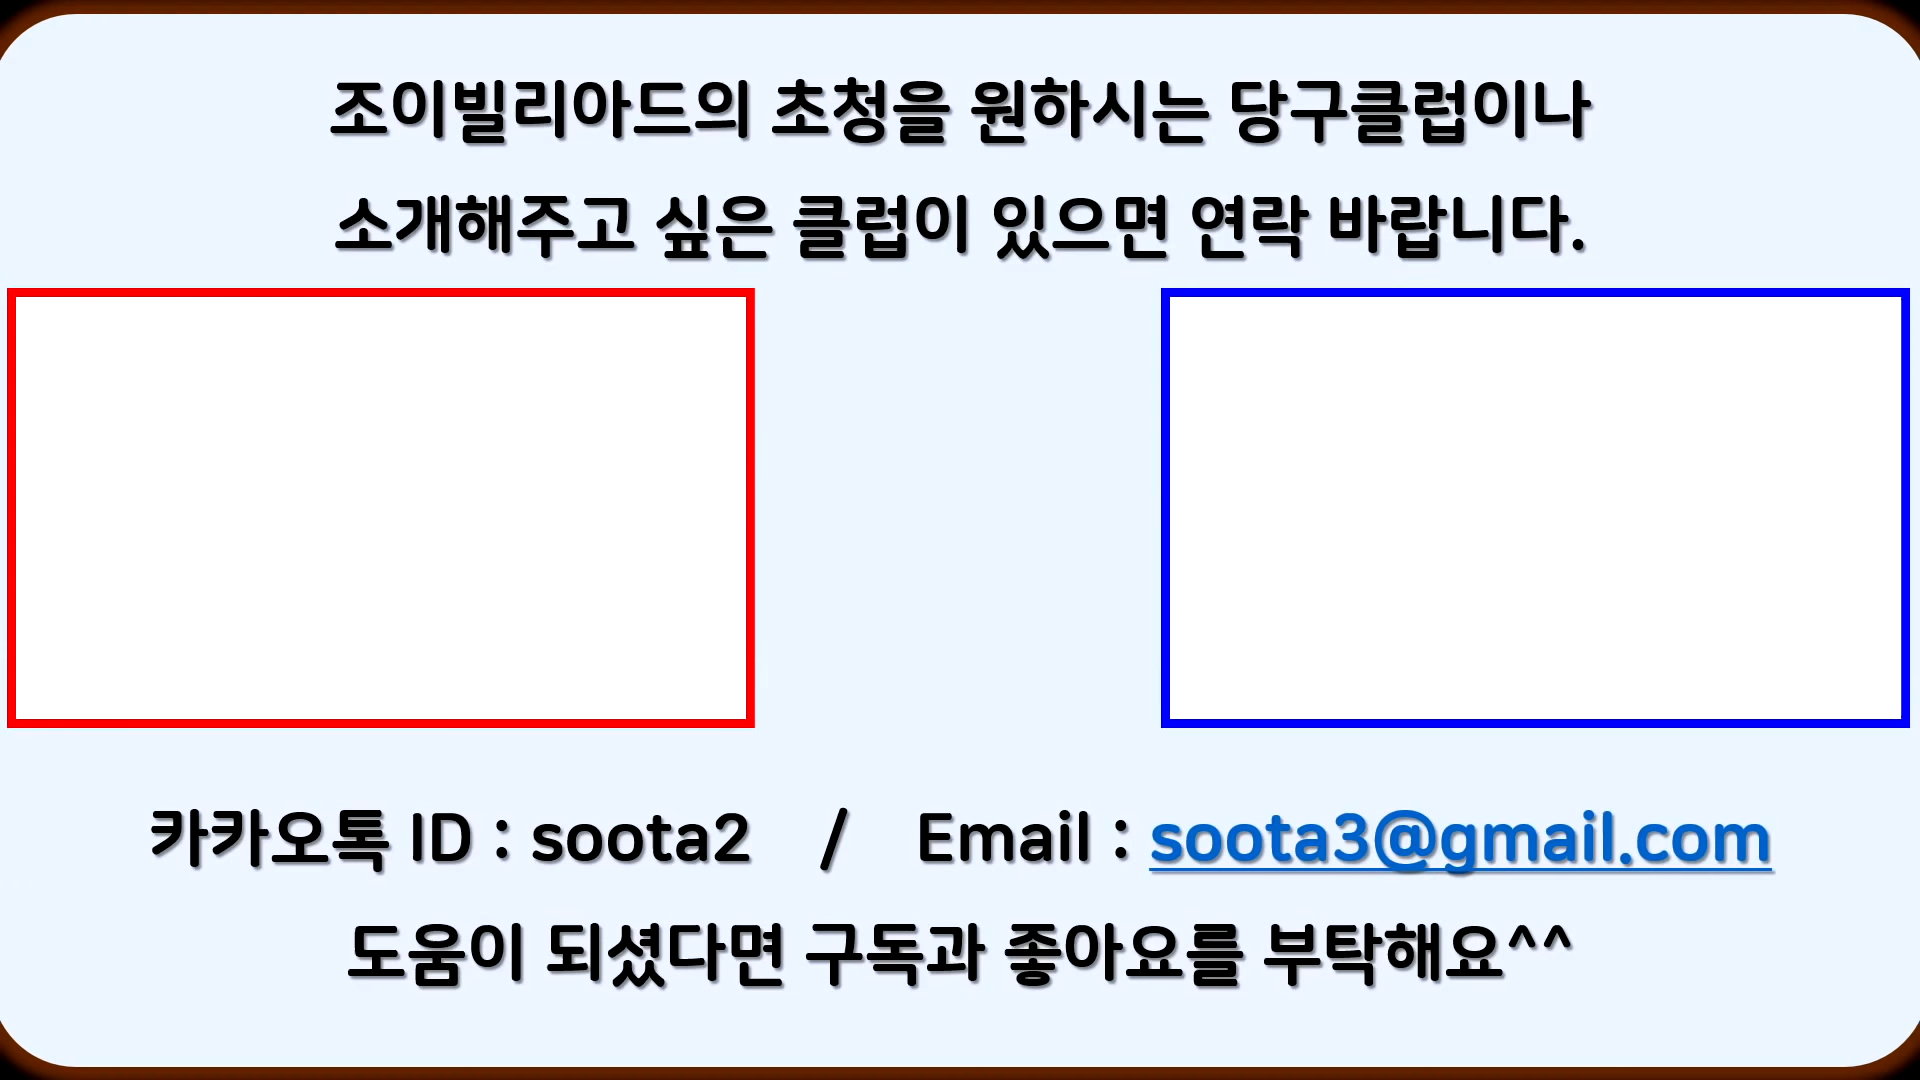 조이빌리아드의 초청을 원하시는 당구클럽이나
소개해주고 싶은 클럽이 있으면 연락 바랍니다.
카카오톡 ID : soota2 / Email : soota3@gmail.com
도움이 되셨다면 구독과 좋아요를 부탁해요^^